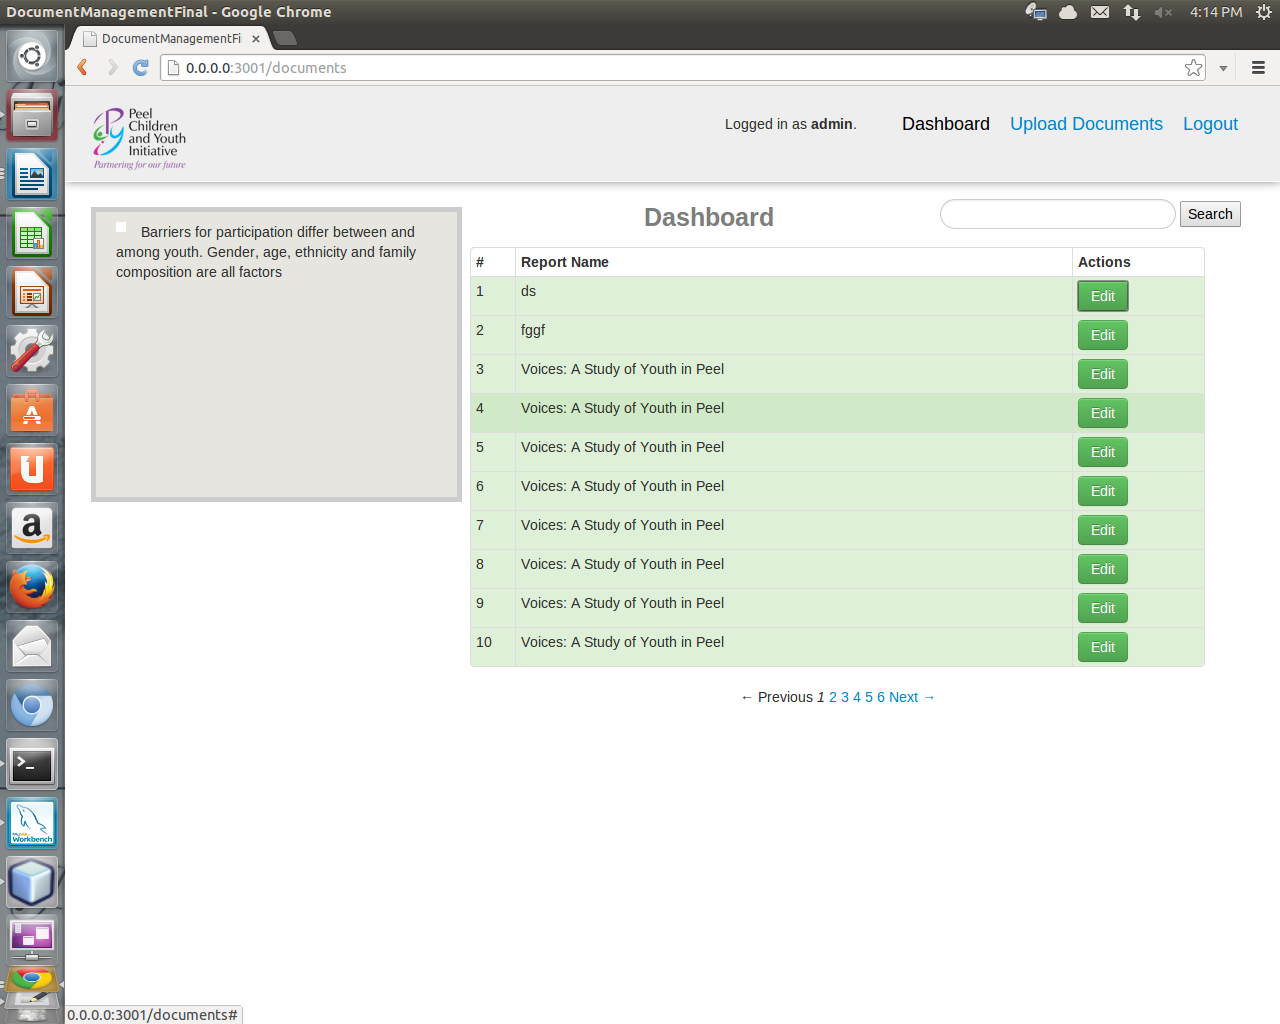 DocumentManagementFinal - Google Chrome
4:14 PM
DocumentManagementFi
0.0.0.0:3001/documents
Peel
Children
and Youth
Initiative
Partnering for our future
Logged in as admin.
Dashboard
Upload Documents
Logout
Barriers for participation differ between and
among youth. Gender, age, ethnicity and family
composition are all factors
Dashboard
Search
# Report Name Actions
1 ds Edit
2 fggf Edit
3 Voices: A Study of Youth in Peel Edit
4 Voices: A Study of Youth in Peel Edit
5 Voices: A Study of Youth in Peel Edit
6 Voices: A Study of Youth in Peel Edit
7 Voices: A Study of Youth in Peel Edit
8 Voices: A Study of Youth in Peel Edit
9 Voices: A Study of Youth in Peel Edit
10 Voices: A Study of Youth in Peel Edit
← Previous 1 2 3 4 5 6 Next →
Workbench
0.0.0.0:3001/documents#